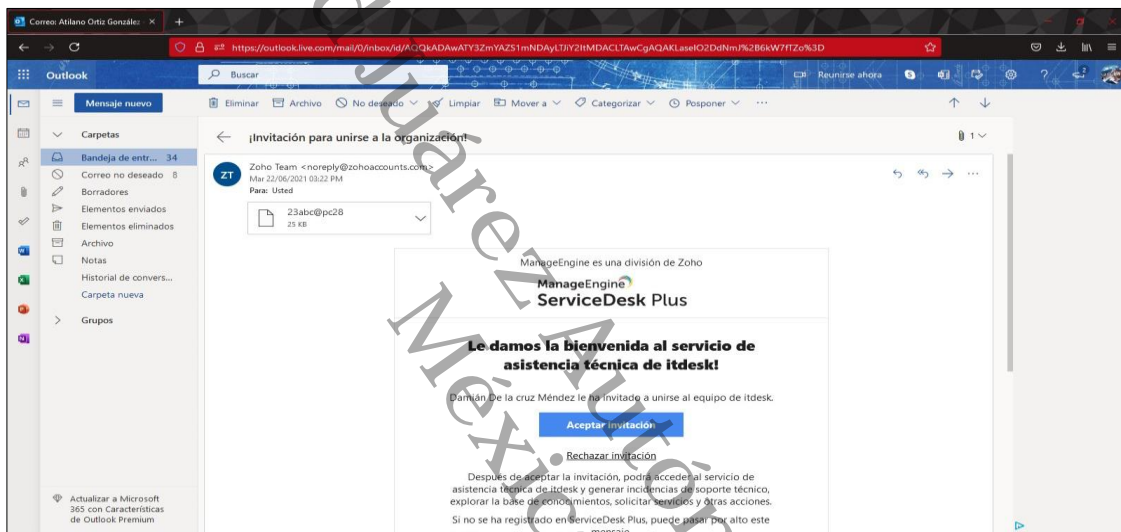 Correo: Atilano Ortiz González
https://outlook.live.com/mail/0/inbox/id/
Outlook
Buscar
Reunirse ahora
Mensaje nuevo
Eliminar
Archivo
No deseado
Limpiar
Mover a
Categorizar
Posponer
Carpetas
Bandeja de entr... 34
Correo no deseado 8
Borradores
Elementos enviados
Elementos eliminados
Archivo
Notas
Historial de convers...
Carpeta nueva
Grupos
Actualizar a Microsoft
365 con Características
de Outlook Premium
¡Invitación para unirse a la organización!
1
ZT
Zoho Team <noreply@zohoaccounts.com>
Mar 22/06/2021 03:22 PM
Para: Usted
23abc@pc28
25 KB
ManageEngine es una división de Zoho
ManageEngine
ServiceDesk Plus
Le damos la bienvenida al servicio de
asistencia técnica de itdesk!
Damián De la cruz Méndez le ha invitado a unirse al equipo de itdesk.
Aceptar invitación
Rechazar invitación
Después de aceptar la invitación, podrá acceder al servicio de
asistencia técnica de itdesk y generar incidencias de soporte técnico,
explorar la base de conocimientos, solicitar servicios y otras acciones.
Si no se ha registrado en ServiceDesk Plus, puede pasar por alto este
mensaje
Juárez Autón
Méxic